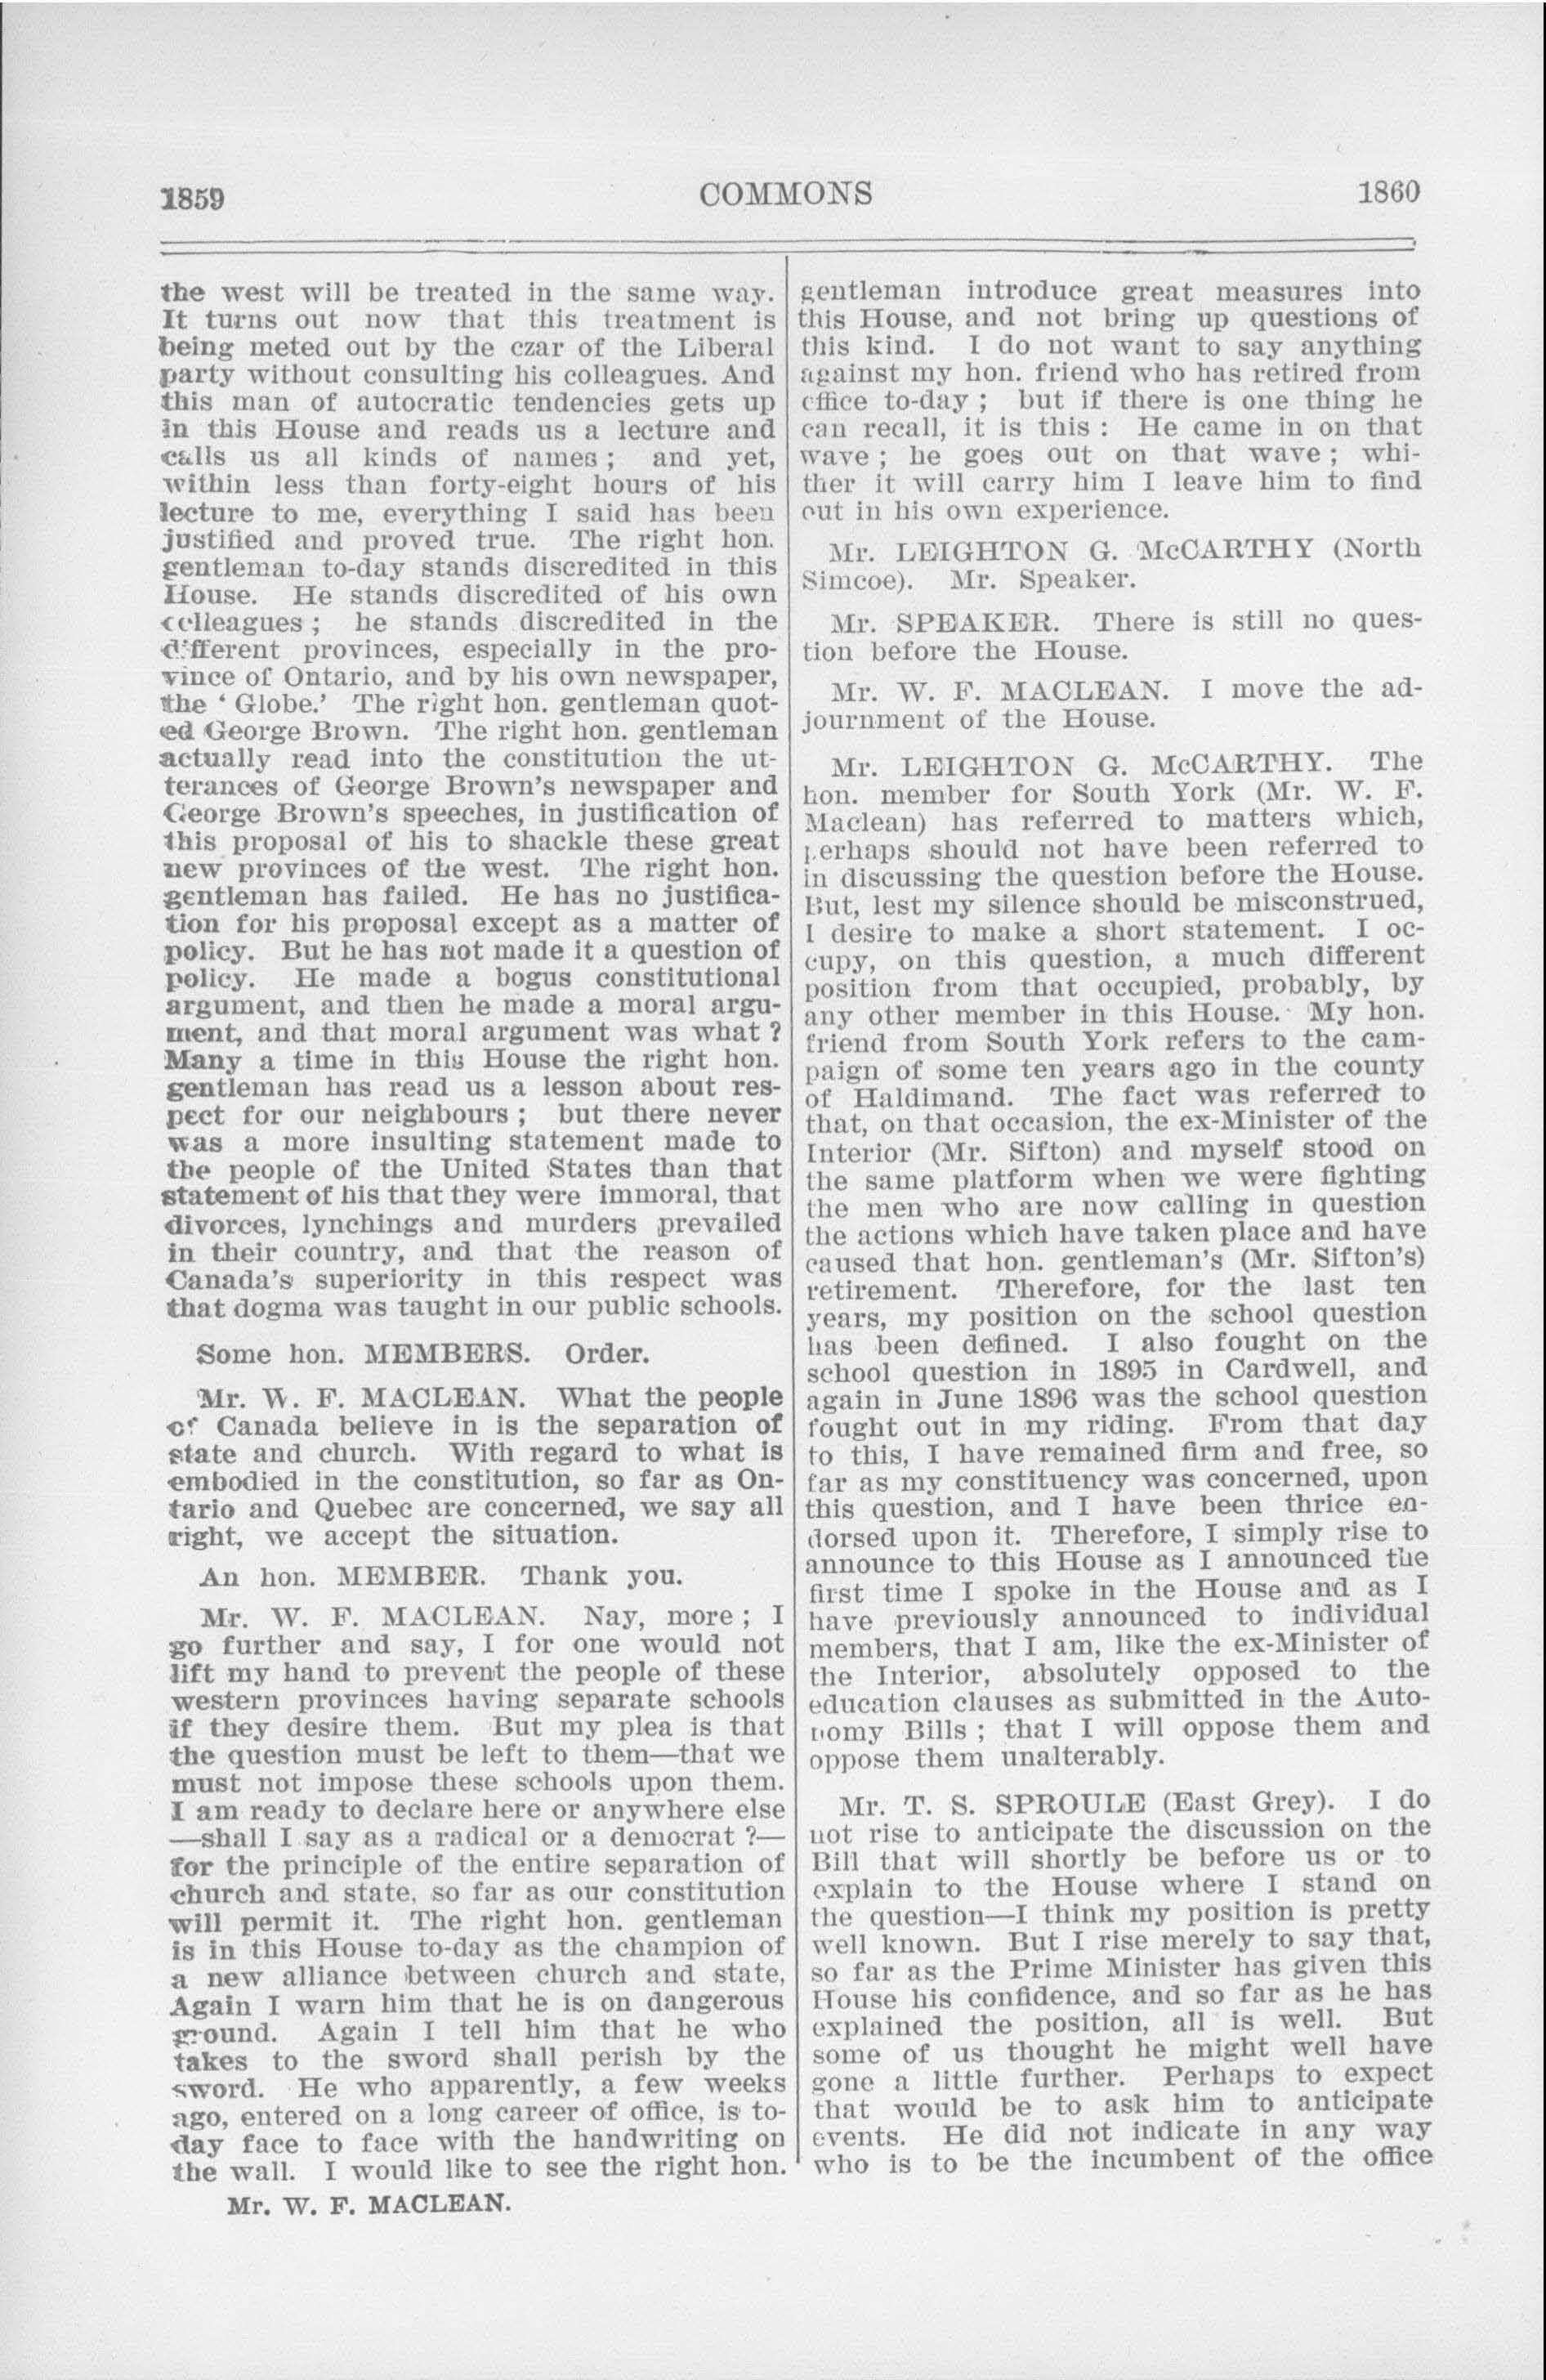 1859
COMMONS
1860
the west will be treated in the same way.
It turns out now that this treatment is
being meted out by the czar of the Liberal
party without consulting his colleagues. And
this man of autocratic tendencies gets up
in this House and reads us a lecture and
calls us all kinds of names ; and yet,
within less than forty-eight hours of his
lecture to me, everything I said has been
justified and proved true. The right hon.
gentleman to-day stands discredited in this
House. He stands discredited of his own
colleagues ; he stands discredited in the
different provinces, especially in the pro-
vince of Ontario, and by his own newspaper,
the ' Globe.' The right hon. gentleman quot-
ed George Brown. The right hon. gentleman
actually read into the constitution the ut-
terances of George Brown's newspaper and
George Brown's speeches, in justification of
this proposal of his to shackle these great
new provinces of the west. The right hon.
gentleman has failed. He has no justifica-
tion for his proposal except as a matter of
policy. But he has not made it a question of
policy. He made a bogus constitutional
argument, and then he made a moral argu-
ment, and that moral argument was what ?
Many a time in this House the right hon.
gentleman has read us a lesson about res-
pect for our neighbours ; but there never
was a more insulting statement made to
the people of the United States than that
statement of his that they were immoral, that
divorces, lynchings and murders prevailed
in their country, and that the reason of
Canada's superiority in this respect was
that dogma was taught in our public schools.
Some hon. MEMBERS. Order.
Mr. W. F. MACLEAN. What the people
of Canada believe in is the separation of
state and church. With regard to what is
embodied in the constitution, so far as On-
tario and Quebec are concerned, we say all
right, we accept the situation.
An hon. MEMBER. Thank you.
Mr. W. F. MACLEAN. Nay, more ; I
go further and say, I for one would not
lift my hand to prevent the people of these
western provinces having separate schools
if they desire them. But my plea is that
the question must be left to them—that we
must not impose these schools upon them.
I am ready to declare here or anywhere else
—shall I say as a radical or a democrat ?—
for the principle of the entire separation of
church and state, so far as our constitution
will permit it. The right hon. gentleman
is in this House to-day as the champion of
a new alliance between church and state,
Again I warn him that he is on dangerous
ground. Again I tell him that he who
takes to the sword shall perish by the
sword. He who apparently, a few weeks
ago, entered on a long career of office, is to-
day face to face with the handwriting on
the wall. I would like to see the right hon.
Mr. W. F. MACLEAN.
gentleman introduce great measures into
this House, and not bring up questions of
this kind. I do not want to say anything
against my hon. friend who has retired from
office to-day ; but if there is one thing he
can recall, it is this : He came in on that
wave ; he goes out on that wave ; whi-
ther it will carry him I leave him to find
out in his own experience.
Mr. LEIGHTON G. McCARTHY (North
Simcoe). Mr. Speaker.
Mr. SPEAKER. There is still no ques-
tion before the House.
Mr. W. F. MACLEAN. I move the ad-
journment of the House.
Mr. LEIGHTON G. McCARTHY. The
hon. member for South York (Mr. W. F.
Maclean) has referred to matters which,
perhaps should not have been referred to
in discussing the question before the House.
But, lest my silence should be misconstrued,
I desire to make a short statement. I oc-
cupy, on this question, a much different
position from that occupied, probably, by
any other member in this House. My hon.
friend from South York refers to the cam-
paign of some ten years ago in the county
of Haldimand. The fact was referred to
that, on that occasion, the ex-Minister of the
Interior (Mr. Sifton) and myself stood on
the same platform when we were fighting
the men who are now calling in question
the actions which have taken place and have
caused that hon. gentleman's (Mr. Sifton's)
retirement. Therefore, for the last ten
years, my position on the school question
has been defined. I also fought on the
school question in 1895 in Cardwell, and
again in June 1896 was the school question
fought out in my riding. From that day
to this, I have remained firm and free, so
far as my constituency was concerned, upon
this question, and I have been thrice en-
dorsed upon it. Therefore, I simply rise to
announce to this House as I announced the
first time I spoke in the House and as I
have previously announced to individual
members, that I am, like the ex-Minister of
the Interior, absolutely opposed to the
education clauses as submitted in the Auto-
nomy Bills ; that I will oppose them and
oppose them unalterably.
Mr. T. S. SPROULE (East Grey). I do
not rise to anticipate the discussion on the
Bill that will shortly be before us or to
explain to the House where I stand on
the question—I think my position is pretty
well known. But I rise merely to say that,
so far as the Prime Minister has given this
House his confidence, and so far as he has
explained the position, all is well. But
some of us thought he might well have
gone a little further. Perhaps to expect
that would be to ask him to anticipate
events. He did not indicate in any way
who is to be the incumbent of the office